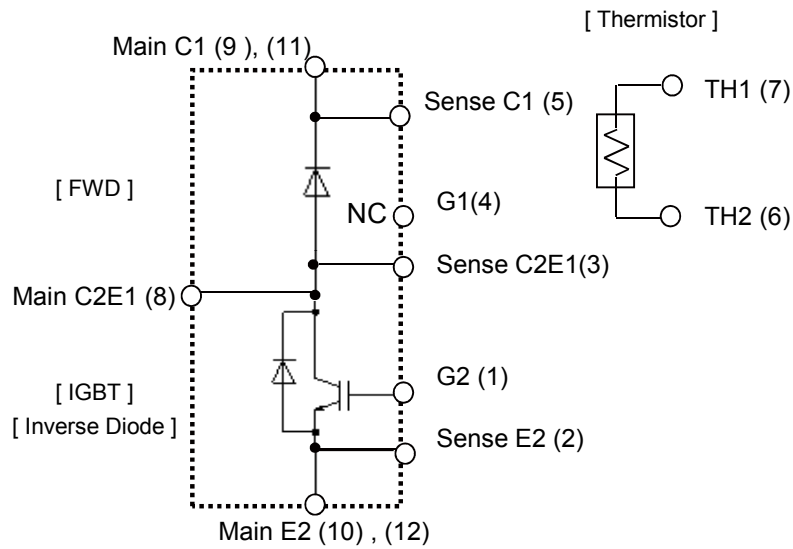 [ Thermistor ]
Main C1 (9 ) , (11)
TH1 (7)
Sense C1 (5)
[ FWD ]
NC
G1(4)
TH2 (6)
Sense C2E1(3)
Main C2E1 (8)
G2 (1)
[ IGBT ]
[ Inverse Diode ]
Sense E2 (2)
Main E2 (10) , (12)